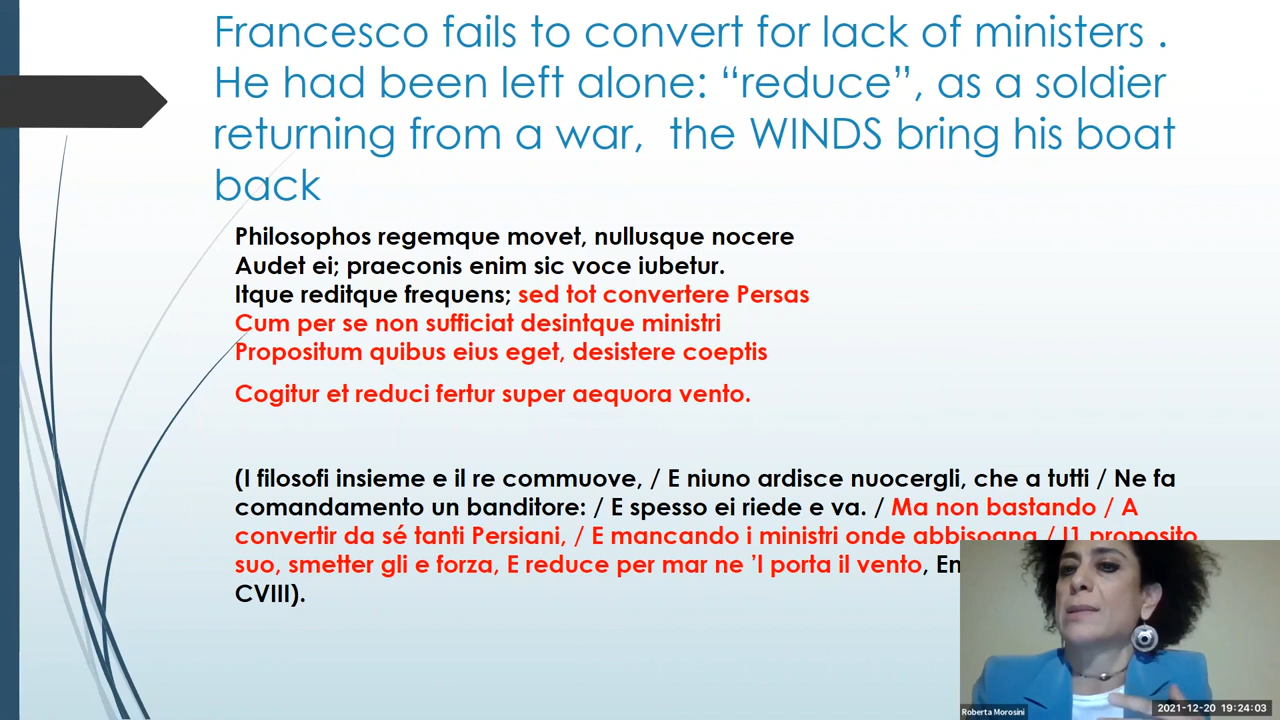 Francesco fails to convert for lack of ministers .
He had been left alone: “reduce”, as a soldier
returning from a war, the WINDS bring his boat
back
Philosophos regemque movet, nullusque nocere
Audet ei; praeconis enim sic voce iubetur.
Itque reditque frequens; sed tot convertere Persas
Cum per se non sufficiat desintque ministri
Propositum quibus eius eget, desistere coeptis
Cogitur et reduci fertur super aequora vento.
(I filosofi insieme e il re commuove, / E niuno ardisce nuocergli, che a tutti / Ne fa
comandamento un banditore: / E spesso ei riede e va. / Ma non bastando / A
convertir da sé tanti Persiani, / E mancando i ministri onde abbisogna / I1 proposito
suo, smetter gli e forza, E reduce per mar ne ’l porta il vento,
CVIII).
Roberta Morosini
2021-12-20 19:24:03